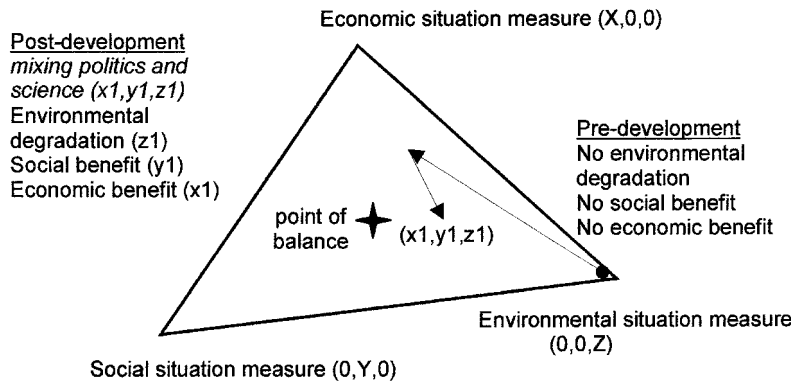 Economic situation measure (X,0,0)
Post-development
mixing politics and
science (x1,y1,z1)
Environmental
degradation (z1)
Social benefit (y1)
Economic benefit (x1)
Pre-development
No environmental
degradation
No social benefit
No economic benefit
point of
balance
(x1,y1,z1)
Environmental situation measure
(0,0,Z)
Social situation measure (0,Y,0)